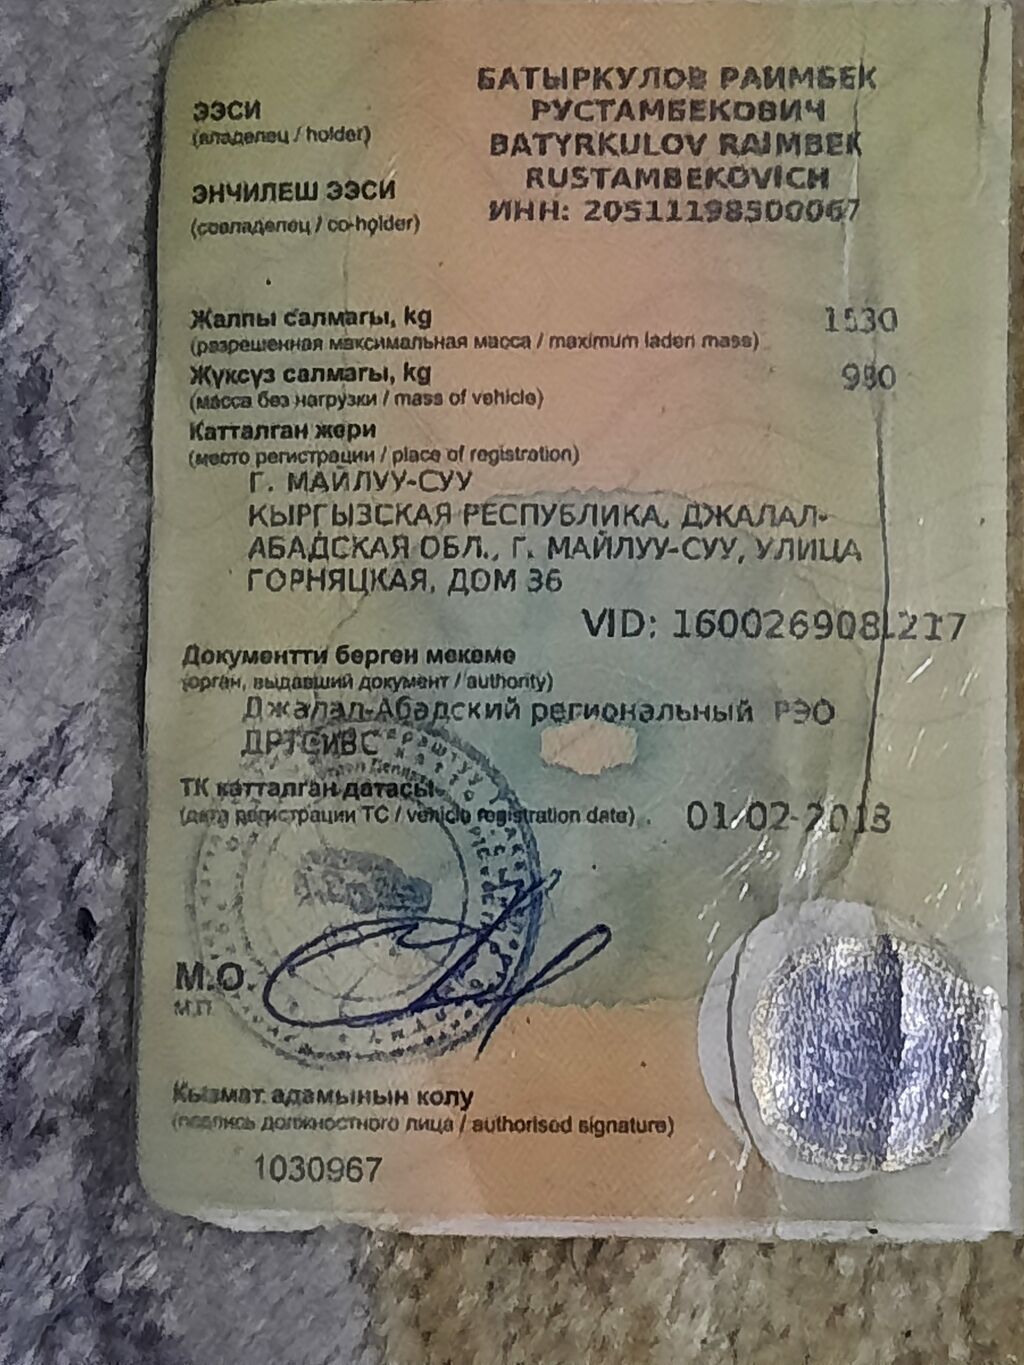 БАТЫРКУЛОВ РАИМБЕК
ЭЭСИ
РУСТАМБЕКОВИЧ
(владелец / holder)
BATYRKULOV RAIMBEK
RUSTAMBEKOVICH
ЭНЧИЛЕШ ЭЭСИ
ИНН: 20511198500067
(совладелец / co-holder)
Жалпы салмагы, kg 1530
(разрешенная максимальная масса / maximum laden mass)
Жүксүз салмагы, kg 980
(масса без нагрузки / mass of vehicle)
Катталган жери
(место регистрации / place of registration)
Г. МАЙЛУУ-СУУ
КЫРГЫЗСКАЯ РЕСПУБЛИКА, ДЖАЛАЛ-
АБАДСКАЯ ОБЛ., Г. МАЙЛУУ-СУУ, УЛИЦА
ГОРНЯЦКАЯ, ДОМ 36
VID: 1600269081217
Документти берген мекеме
(орган, выдавший документ / authority)
Джалал-Абадский региональный РЭО
ДРТСиВС
ТК катталган датасы
(дата регистрации ТС / vehicle registration date) 01-02-2018
М.О.
М.П.
Кызмат адамынын колу
(подпись должностного лица / authorised signature)
1030967